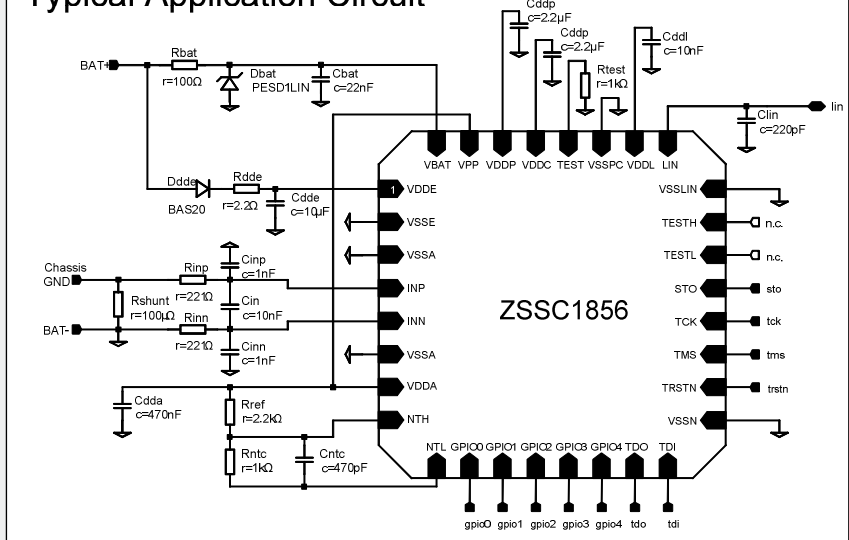 Typical Application Circuit
Cddp
c=2.2µF
Cddp
c=2.2µF
Cddl
c=10nF
Rtest
r=1kΩ
BAT+
Rbat
r=100Ω
Dbat
PESD1LIN
Cbat
c=22nF
lin
Clin
c=220pF
VBAT VPP VDDP VDDC TEST VSSPC VDDL LIN
Ddde
BAS20
Rdde
r=2.2Ω
Cdde
c=10µF
1 VDDE
VSSE
VSSA
INP
INN
VSSA
VDDA
NTH
VSSLIN
TESTH n.c.
TESTL n.c.
STO sto
TCK tck
TMS tms
TRSTN trstn
VSSN
ZSSC1856
Chassis
GND
Rshunt
r=100µΩ
BAT-
Rinp
r=221Ω
Rinn
r=221Ω
Cinp
c=1nF
Cin
c=10nF
Cinn
c=1nF
Cdda
c=470nF
Rref
r=2.2kΩ
Rntc
r=1kΩ
Cntc
c=470pF
NTL GPIO0 GPIO1 GPIO2 GPIO3 GPIO4 TDO TDI
gpio0 gpio1 gpio2 gpio3 gpio4 tdo tdi